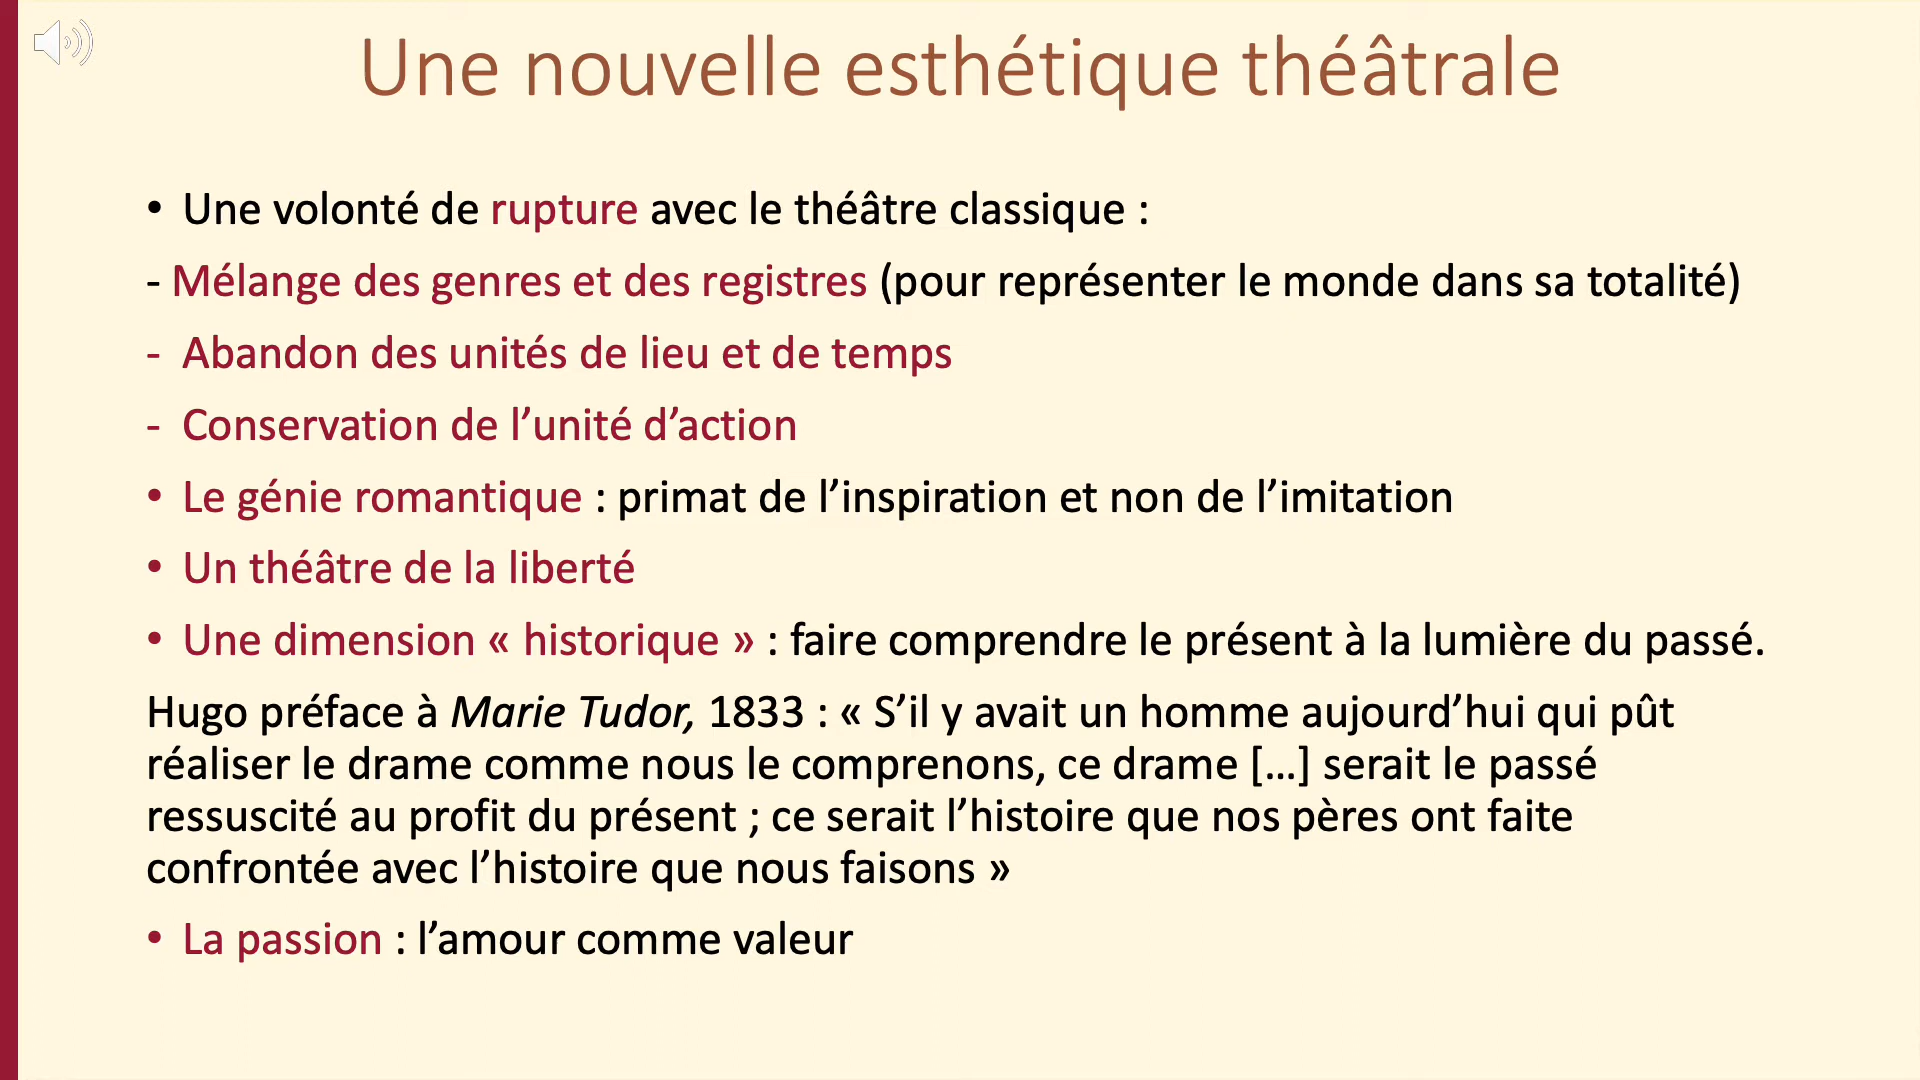 Une nouvelle esthétique théâtrale
• Une volonté de rupture avec le théâtre classique :
- Mélange des genres et des registres (pour représenter le monde dans sa totalité)
- Abandon des unités de lieu et de temps
- Conservation de l’unité d’action
• Le génie romantique : primat de l’inspiration et non de l’imitation
• Un théâtre de la liberté
• Une dimension « historique » : faire comprendre le présent à la lumière du passé.
Hugo préface à Marie Tudor, 1833 : « S’il y avait un homme aujourd’hui qui pût
réaliser le drame comme nous le comprenons, ce drame […] serait le passé
ressuscité au profit du présent ; ce serait l’histoire que nos pères ont faite
confrontée avec l’histoire que nous faisons »
• La passion : l’amour comme valeur